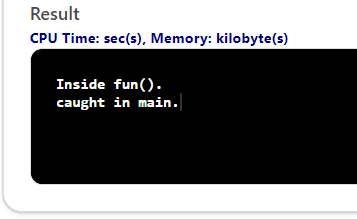 Result
CPU Time: sec(s), Memory: kilobyte(s)
Inside fun().
caught in main.